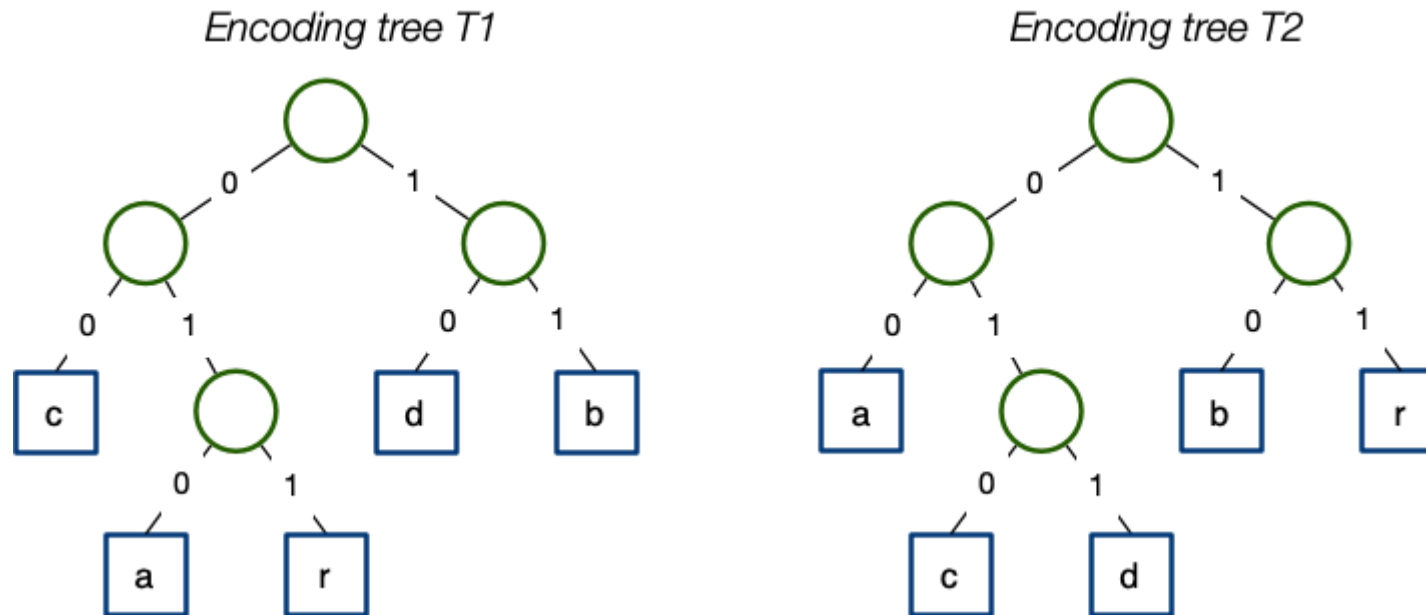 Encoding tree T1 Encoding tree T2
0 1 0 1
0 1 0 1 0 1 0 1
c d b a b r
0 1 0 1
a r c d